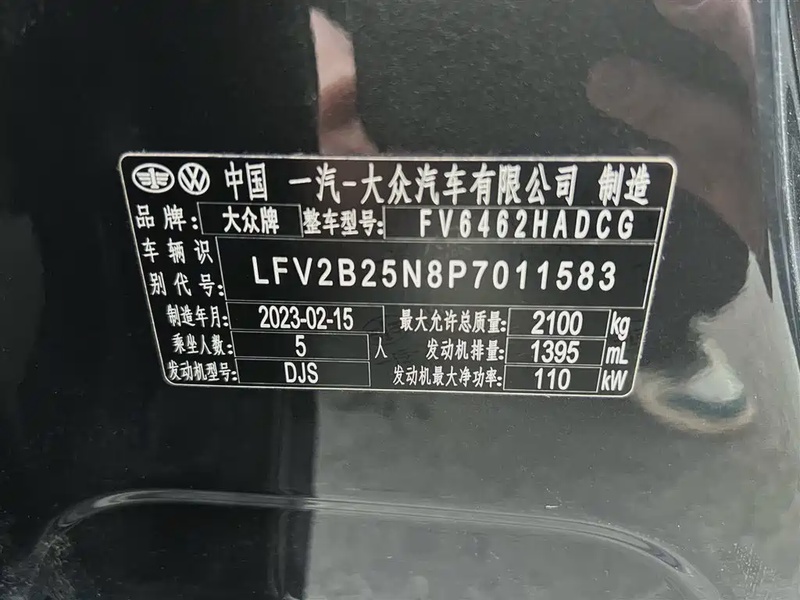 中国 一汽-大众汽车有限公司 制造
品牌: 大众牌 整车型号: FV6462HADCG
车辆识别代号: LFV2B25N8P7011583
制造年月: 2023-02-15 最大允许总质量: 2100 kg
乘坐人数: 5 人 发动机排量: 1395 mL
发动机型号: DJS 发动机最大净功率: 110 kW